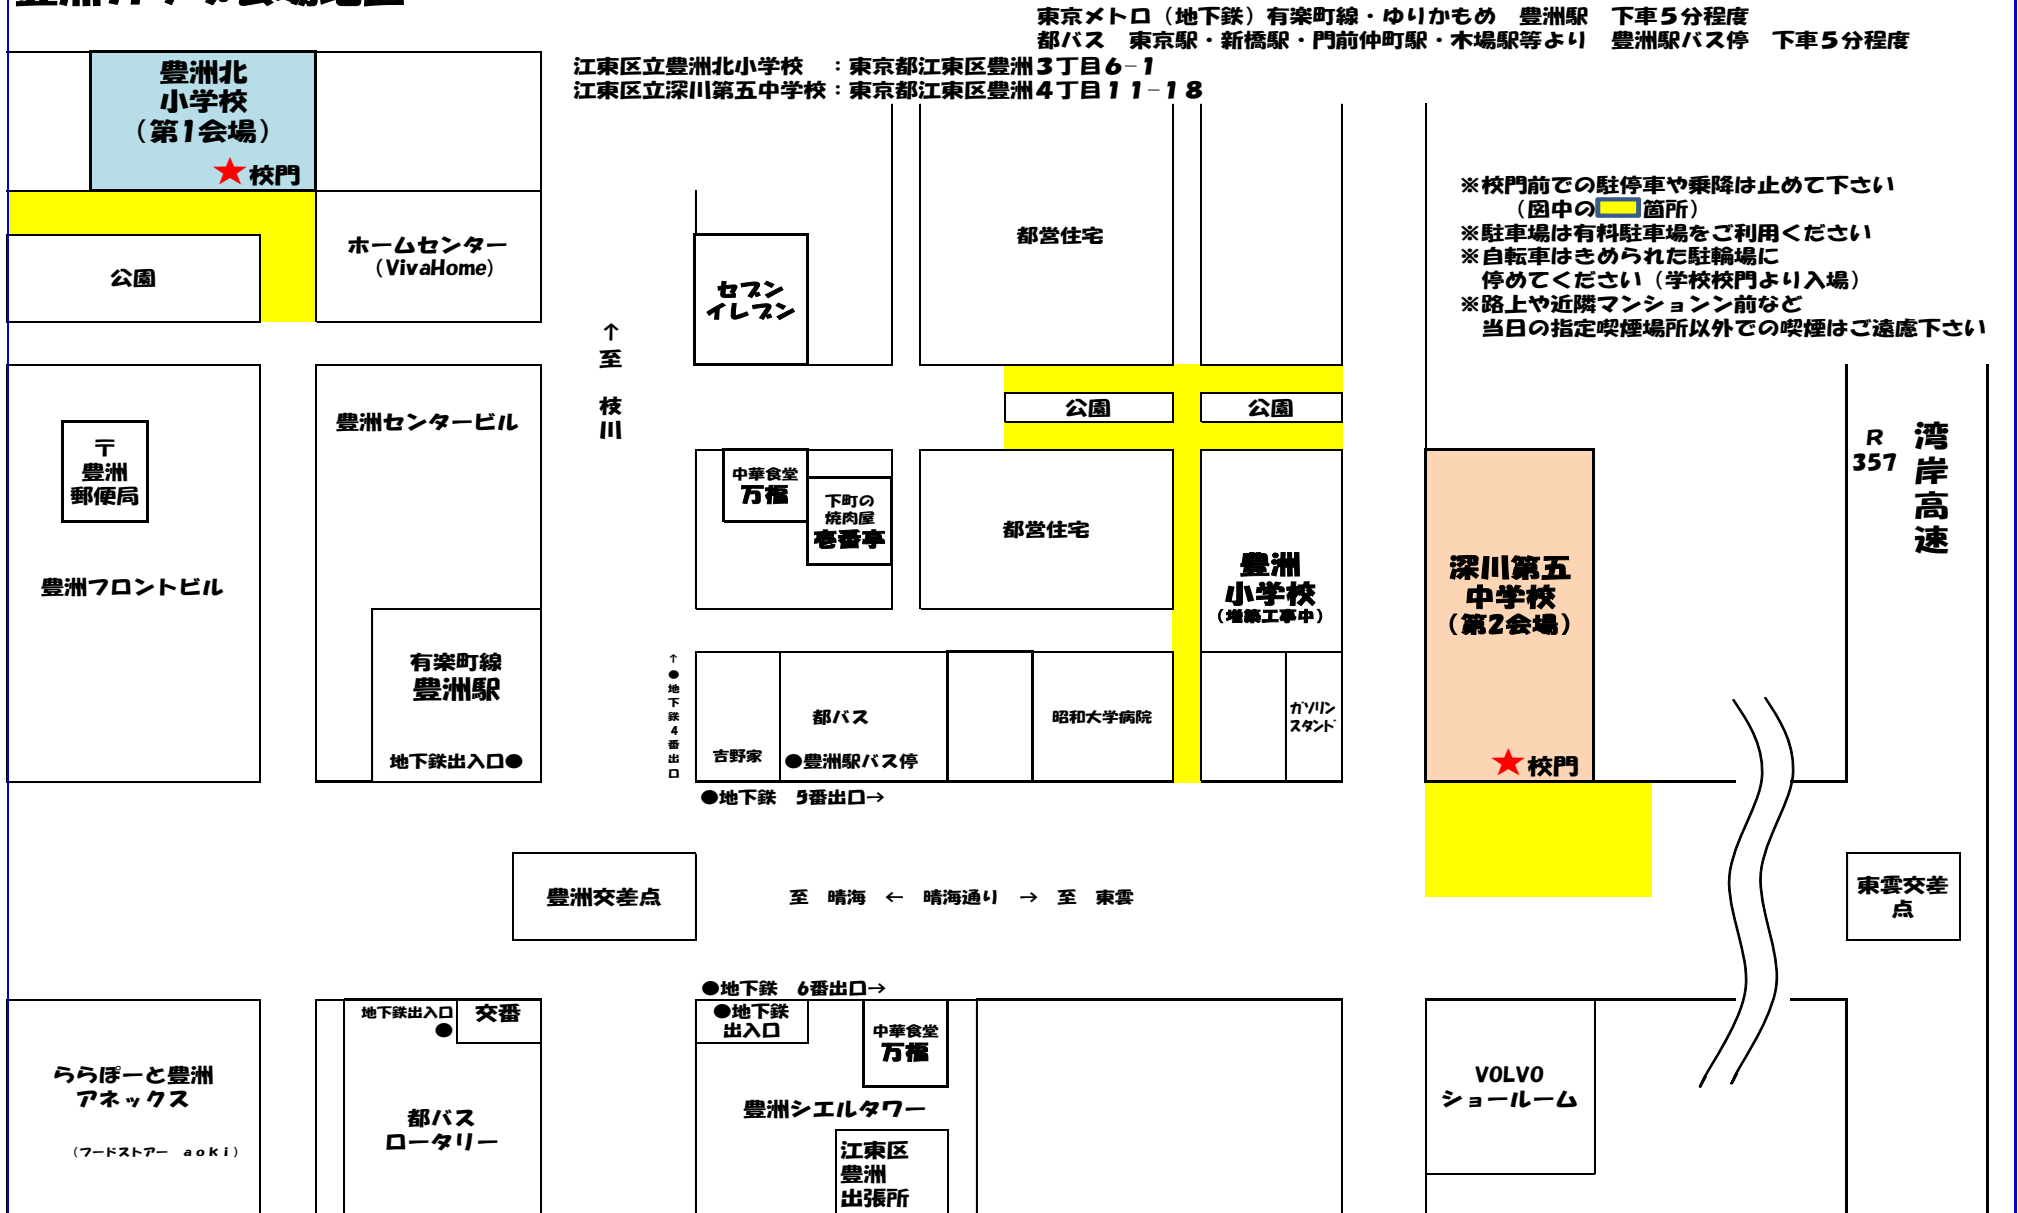 東京メトロ（地下鉄）有楽町線・ゆりかもめ　豊洲駅　下車５分程度
都バス　東京駅・新橋駅・門前仲町駅・木場駅等より　豊洲駅バス停　下車５分程度
江東区立豊洲北小学校　：東京都江東区豊洲３丁目６−１
江東区立深川第五中学校：東京都江東区豊洲４丁目１１−１８
豊洲北
小学校
（第1会場）
★校門
※校門前での駐停車や乗降は止めて下さい
（図中の　　箇所）
※駐車場は有料駐車場をご利用ください
※自転車はきめられた駐輪場に
停めてください（学校校門より入場）
※路上や近隣マンションン前など
当日の指定喫煙場所以外での喫煙はご遠慮下さい
公園
ホームセンター
（VivaHome）
↑至　枝川
セブン
イレブン
都営住宅
公園
公園
〒
豊洲
郵便局
豊洲フロントビル
豊洲センタービル
有楽町線
豊洲駅
地下鉄出入口●
中華食堂
万福
下町の
焼肉屋
壱番亭
都営住宅
豊洲
小学校
（増築工事中）
深川第五
中学校
（第2会場）
★校門
R
357
湾岸高速
↑●地下鉄４番出口
吉野家
都バス
●豊洲駅バス停
昭和大学病院
ガソリン
スタンド
●地下鉄　5番出口→
豊洲交差点
至　晴海　←　晴海通り　→　至　東雲
東雲交差
点
●地下鉄　6番出口→
ららぽーと豊洲
アネックス
（フードストアー　ａｏｋｉ）
地下鉄出入口
●
交番
都バス
ロータリー
●地下鉄
出入口
中華食堂
万福
豊洲シエルタワー
江東区
豊洲
出張所
VOLVO
ショールーム